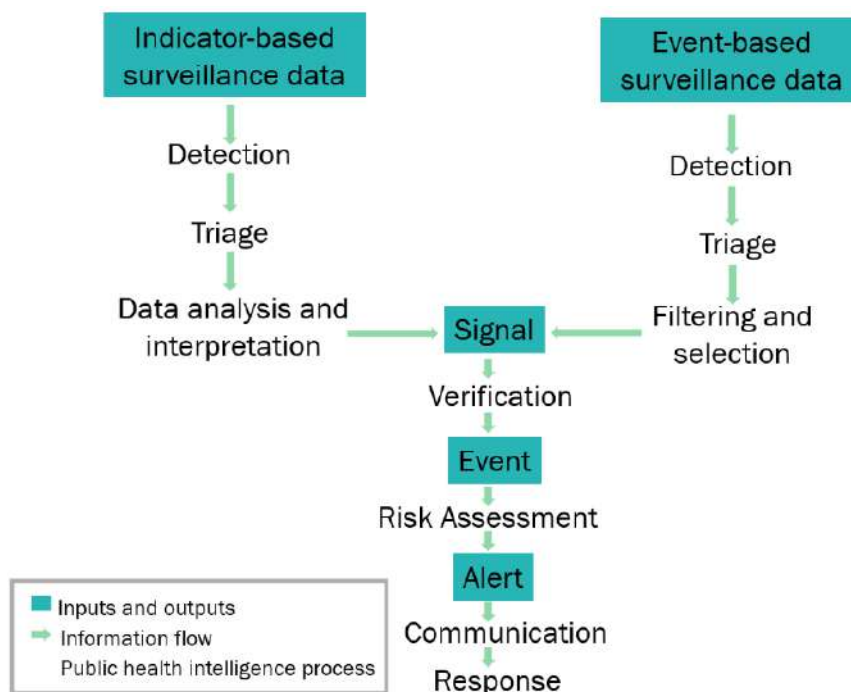 Indicator-based
surveillance data
Event-based
surveillance data
Detection
Detection
Triage
Triage
Data analysis and
interpretation
Signal
Filtering and
selection
Verification
Event
Risk Assessment
Alert
Communication
Response
Inputs and outputs
Information flow
Public health intelligence process